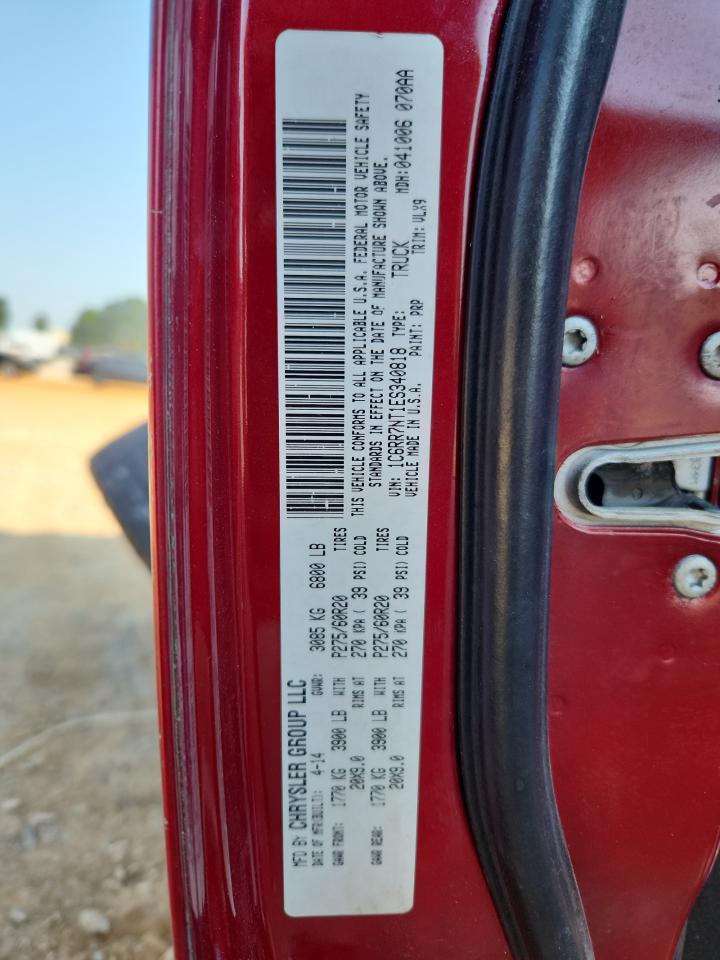 MFD BY CHRYSLER GROUP LLC
DATE OF MFR(BUILT): 4-14 GVWR: 3085 KG 6800 LB
GAWR FRONT: 1770 KG 3900 LB WITH P275/60R20 TIRES
20X9.0 RIMS AT 270 KPA ( 39 PSI) COLD
GAWR REAR: 1770 KG 3900 LB WITH P275/60R20 TIRES
20X9.0 RIMS AT 270 KPA ( 39 PSI) COLD
THIS VEHICLE CONFORMS TO ALL APPLICABLE U.S.A. FEDERAL MOTOR VEHICLE SAFETY
STANDARDS IN EFFECT ON THE DATE OF MANUFACTURE SHOWN ABOVE.
VIN: 1C6RR7NT1ES340818 TYPE: TRUCK MDH:041006 070AA
VEHICLE MADE IN U.S.A. PAINT: PRP TRIM: VLX9